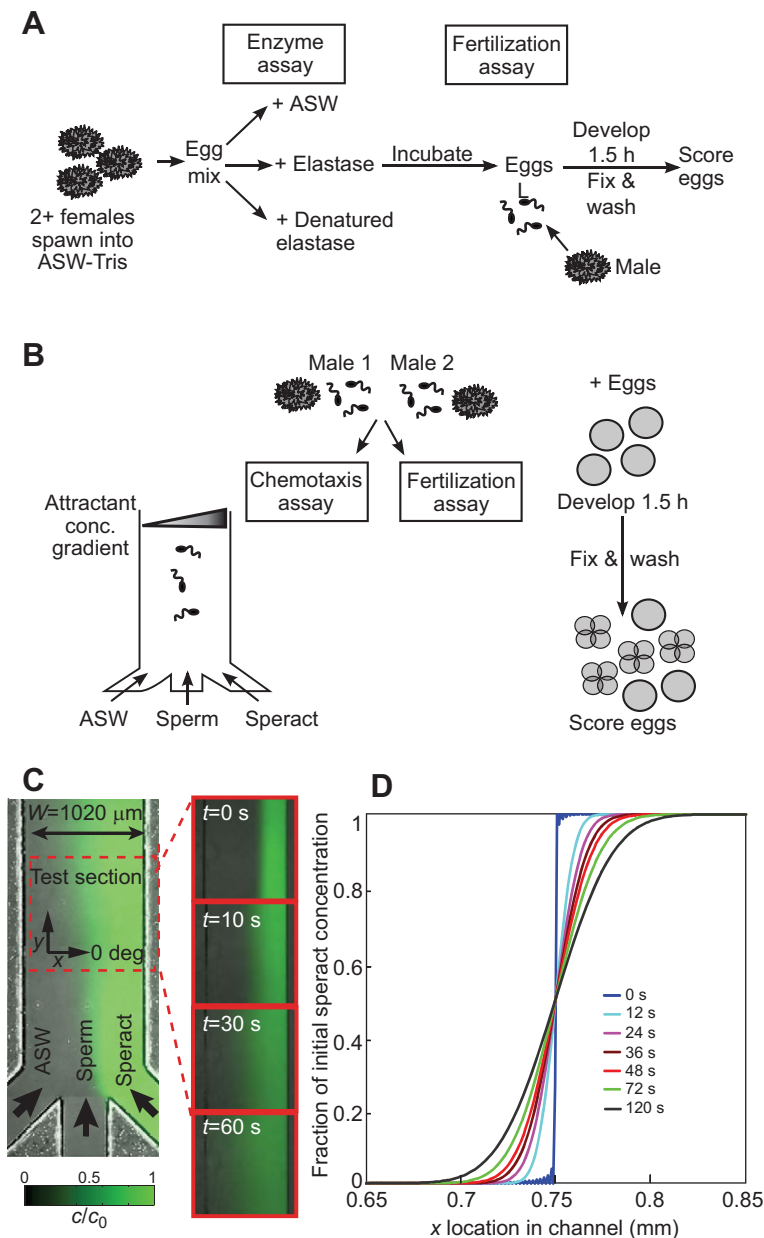 A
Enzyme
assay
Fertilization
assay
+ ASW
Egg
mix
+ Elastase
+ Denatured
elastase
Incubate
Eggs
Develop
1.5 h
Fix &
wash
Score
eggs
2+ females
spawn into
ASW-Tris
Male
B
Male 1
Male 2
Chemotaxis
assay
Fertilization
assay
+ Eggs
Develop 1.5 h
Fix & wash
Score eggs
Attractant
conc.
gradient
ASW
Sperm
Speract
C
W=1020 μm
Test section
y
x
0 deg
ASW
Sperm
Speract
0 0.5 1
c/c0
t=0 s
t=10 s
t=30 s
t=60 s
D
Fraction of initial speract concentration
1
0.8
0.6
0.4
0.2
0
0 s
12 s
24 s
36 s
48 s
72 s
120 s
0.65 0.7 0.75 0.8 0.85
x location in channel (mm)